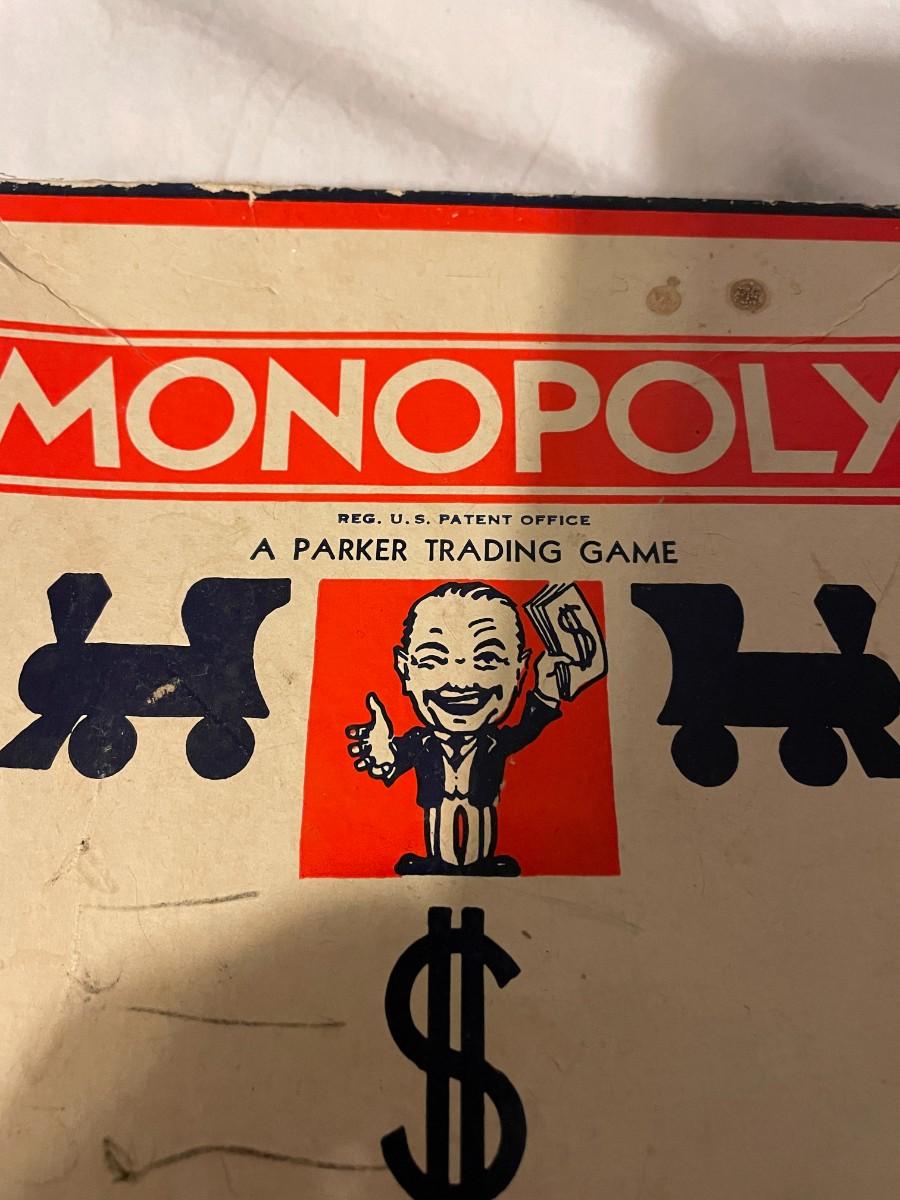 MONOPOLY
REG. U.S. PATENT OFFICE
A PARKER TRADING GAME
$
$